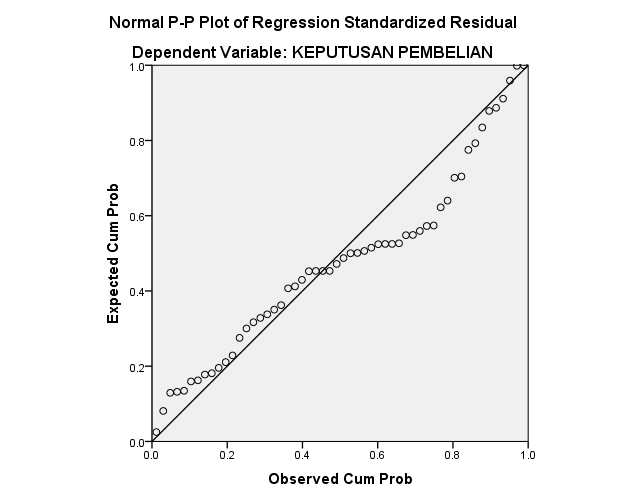 Normal P-P Plot of Regression Standardized Residual
Dependent Variable: KEPUTUSAN PEMBELIAN
1.0
0.8
0.6
0.4
0.2
0.0
Expected Cum Prob
0.0 0.2 0.4 0.6 0.8 1.0
Observed Cum Prob